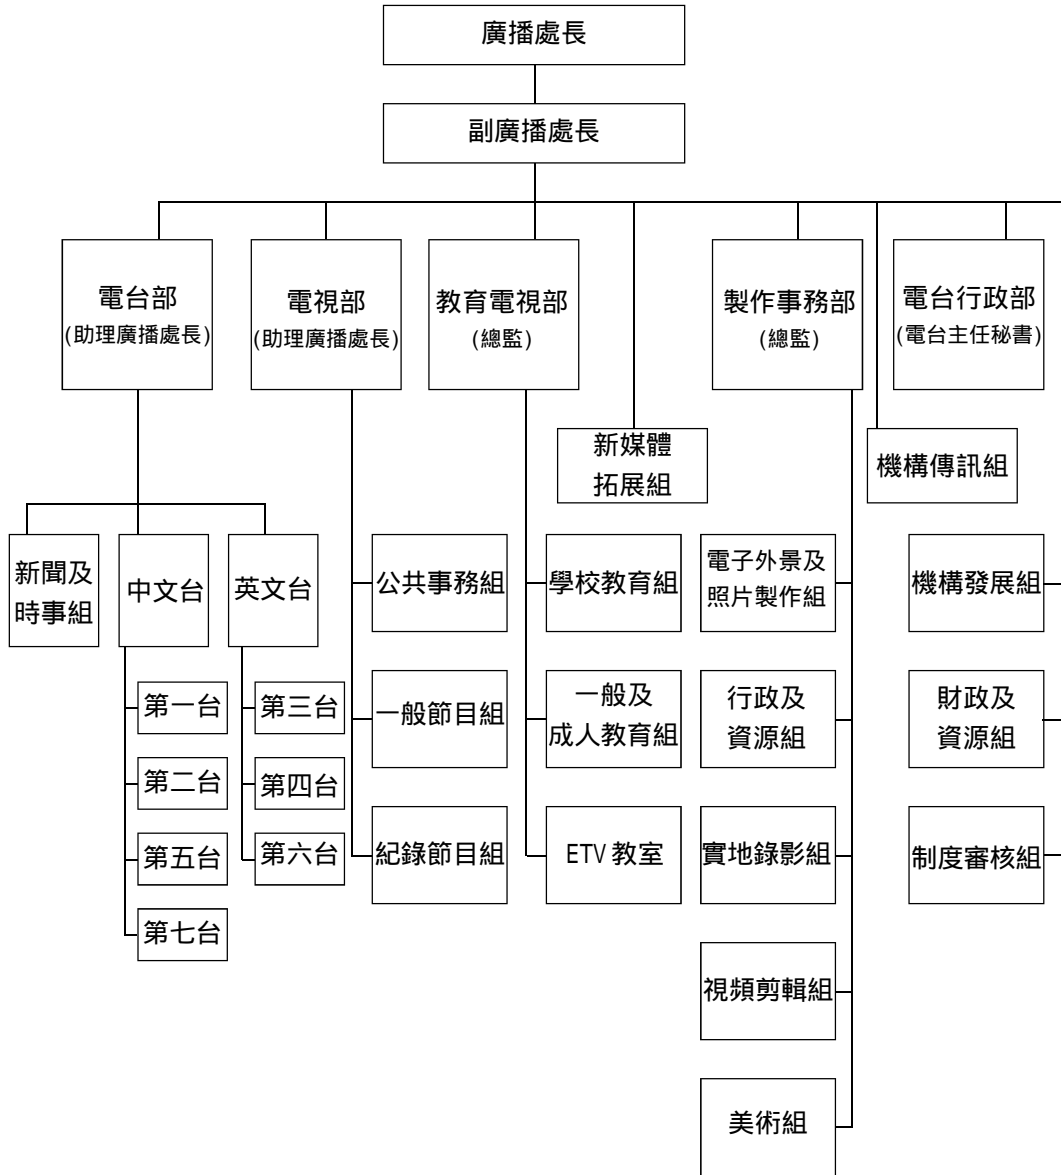 廣播處長
副廣播處長
電台部
(助理廣播處長)
電視部
(助理廣播處長)
教育電視部
(總監)
製作事務部
(總監)
電台行政部
(電台主任秘書)
新媒體
拓展組
機構傳訊組
新聞及
時事組
中文台
英文台
公共事務組
學校教育組
電子外景及
照片製作組
機構發展組
第一台
第三台
一般節目組
一般及
成人教育組
行政及
資源組
財政及
資源組
第二台
第四台
第五台
第六台
紀錄節目組
ETV 教室
實地錄影組
制度審核組
第七台
視頻剪輯組
美術組